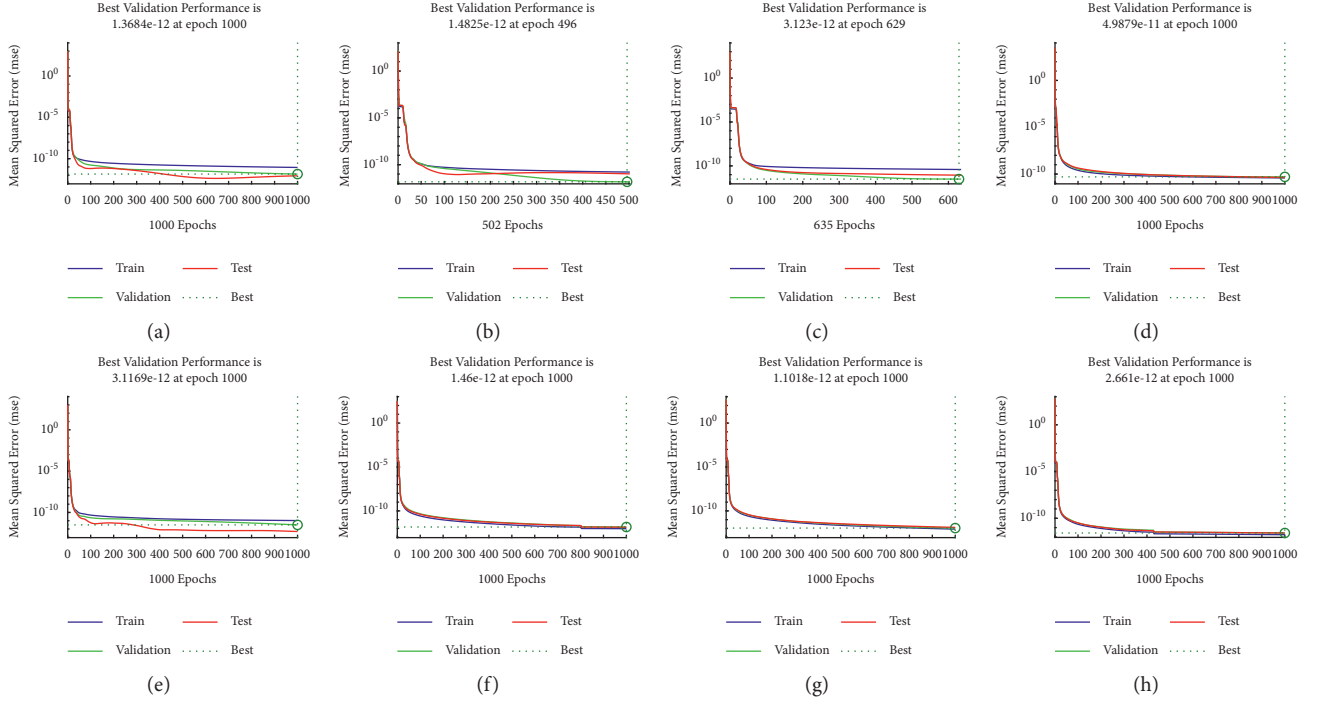 Best Validation Performance is
1.3684e-12 at epoch 1000
Mean Squared Error (mse)
10^0
10^-5
10^-10
0 100 200 300 400 500 600 700 800 900 1000
1000 Epochs
Train
Test
Validation
Best
(a)
Best Validation Performance is
1.4825e-12 at epoch 496
Mean Squared Error (mse)
10^0
10^-5
10^-10
0 50 100 150 200 250 300 350 400 450 500
502 Epochs
Train
Test
Validation
Best
(b)
Best Validation Performance is
3.123e-12 at epoch 629
Mean Squared Error (mse)
10^0
10^-5
10^-10
0 100 200 300 400 500 600
635 Epochs
Train
Test
Validation
Best
(c)
Best Validation Performance is
4.9879e-11 at epoch 1000
Mean Squared Error (mse)
10^0
10^-5
10^-10
0 100 200 300 400 500 600 700 800 900 1000
1000 Epochs
Train
Test
Validation
Best
(d)
Best Validation Performance is
3.1169e-12 at epoch 1000
Mean Squared Error (mse)
10^0
10^-5
10^-10
0 100 200 300 400 500 600 700 800 900 1000
1000 Epochs
Train
Test
Validation
Best
(e)
Best Validation Performance is
1.46e-12 at epoch 1000
Mean Squared Error (mse)
10^0
10^-5
10^-10
0 100 200 300 400 500 600 700 800 900 1000
1000 Epochs
Train
Test
Validation
Best
(f)
Best Validation Performance is
1.1018e-12 at epoch 1000
Mean Squared Error (mse)
10^0
10^-5
10^-10
0 100 200 300 400 500 600 700 800 900 1000
1000 Epochs
Train
Test
Validation
Best
(g)
Best Validation Performance is
2.661e-12 at epoch 1000
Mean Squared Error (mse)
10^0
10^-5
10^-10
0 100 200 300 400 500 600 700 800 900 1000
1000 Epochs
Train
Test
Validation
Best
(h)